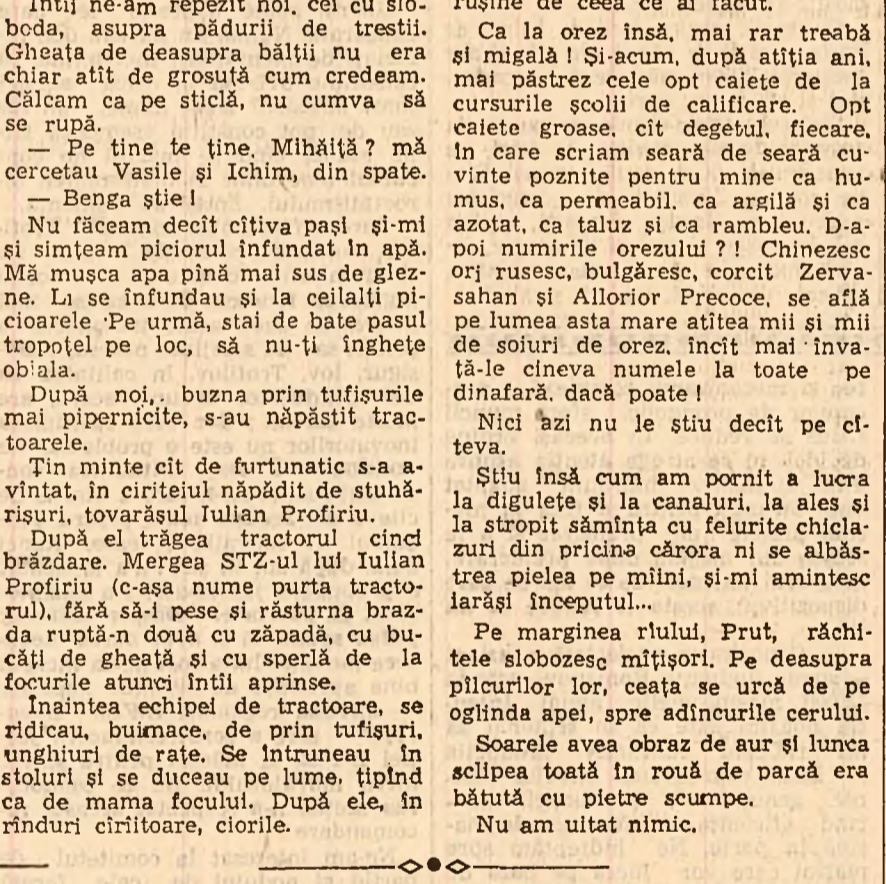 Întîi ne-am repezit noi, cei cu slo-
boda, asupra pădurii de trestii.
Gheața de deasupra bălții nu era
chiar atît de grosuță cum credeam.
Călcam ca pe sticlă, nu cumva să
se rupă.
— Pe tine te ține, Mihăiță? mă
cercetau Vasile și Ichim, din spate.
— Benga știe!
Nu făceam decît cîțiva pași și-mi
și simțeam piciorul înfundat în apă.
Mă mușca apa pînă mai sus de glez-
ne. Li se înfundau și la ceilalți pi-
cioarele. Pe urmă, stai de bate pasul
tropoțel pe loc, să nu-ți înghețe
obiala.
După noi, buzna prin tufișurile
mai pipernicite, s-au năpăstit trac-
toarele.
Țin minte cît de furtunatic s-a a-
vîntat, în ciriteiul năpădit de stuhă-
rișuri, tovarășul Iulian Profiriu.
După el trăgea tractorul cinci
brăzdare. Mergea STZ-ul lui Iulian
Profiriu (c-așa nume purta tracto-
rul), fără să-i pese și răsturna braz-
da ruptă-n două cu zăpadă, cu bu-
căți de gheață și cu sperlă de la
focurile atunci întîi aprinse.
Înaintea echipei de tractoare, se
ridicau, buimace, de prin tufișuri,
unghiuri de rațe. Se întruneau în
stoluri și se duceau pe lume, țipînd
ca de mama focului. După ele, în
rînduri cîrîitoare, ciorile.
rușine de ceea ce ai făcut.
Ca la orez însă, mai rar treabă
și migală! Și-acum, după atîția ani,
mai păstrez cele opt caiete de la
cursurile școlii de calificare. Opt
caiete groase, cît degetul, fiecare,
în care scriam seară de seară cu-
vinte poznite pentru mine ca hu-
mus, ca permeabil, ca argilă și ca
azotat, ca taluz și ca rambleu. D-a-
poi numirile orezului?! Chinezesc
ori rusesc, bulgăresc, corcit Zerva-
sahan și Allorior Precoce, se află
pe lumea asta mare atîtea mii și mii
de soiuri de orez, încît mai înva-
ță-le cineva numele la toate pe
dinafară, dacă poate!
Nici azi nu le știu decît pe cî-
teva.
Știu însă cum am pornit a lucra
la digulețe și la canaluri, la ales și
la stropit sămînța cu felurite chicla-
zuri din pricina cărora ni se albăs-
trea pielea pe mîini, și-mi amintesc
iarăși începutul...
Pe marginea rîului, Prut, răchi-
tele slobozesc mîțișori. Pe deasupra
pîlcurilor lor, ceața se urcă de pe
oglinda apei, spre adîncurile cerului.
Soarele avea obraz de aur și lunca
sclipea toată în rouă de parcă era
bătută cu pietre scumpe.
Nu am uitat nimic.